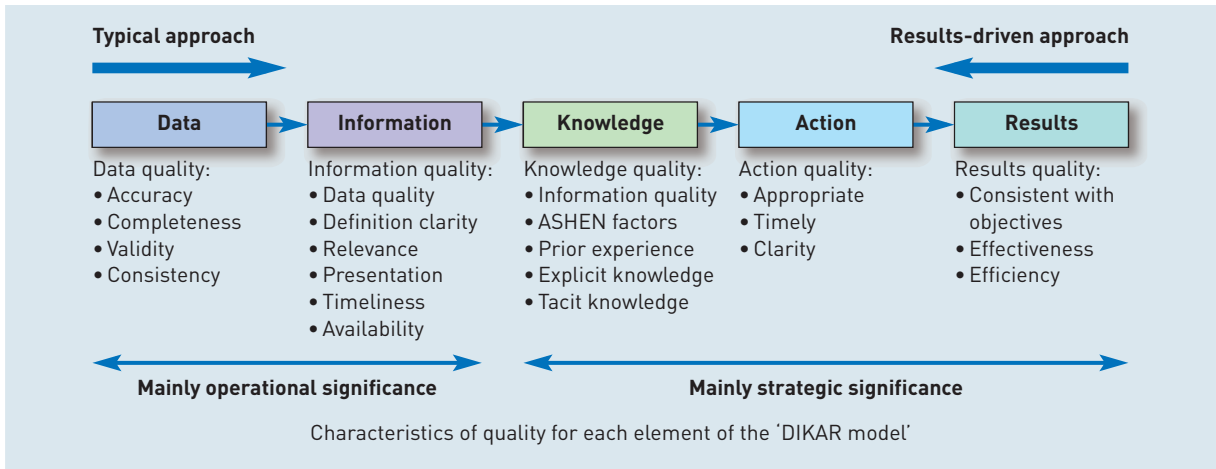 Typical approach
Results-driven approach
Data
Information
Knowledge
Action
Results
Data quality:
• Accuracy
• Completeness
• Validity
• Consistency
Information quality:
• Data quality
• Definition clarity
• Relevance
• Presentation
• Timeliness
• Availability
Knowledge quality:
• Information quality
• ASHEN factors
• Prior experience
• Explicit knowledge
• Tacit knowledge
Action quality:
• Appropriate
• Timely
• Clarity
Results quality:
• Consistent with
objectives
• Effectiveness
• Efficiency
Mainly operational significance
Mainly strategic significance
Characteristics of quality for each element of the ‘DIKAR model’